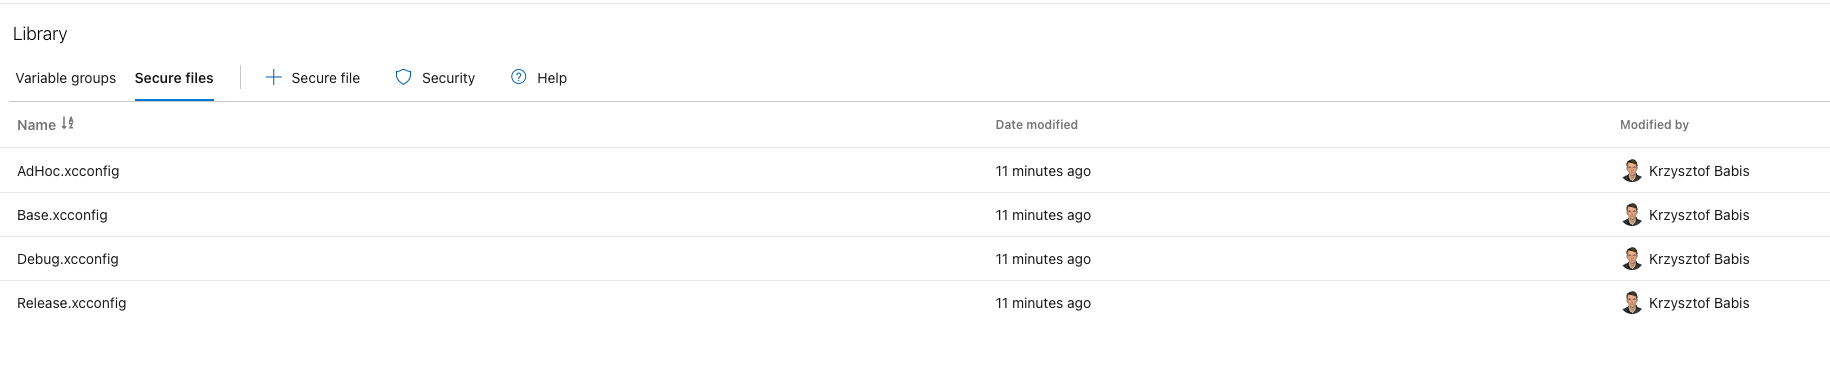 Library
Variable groups Secure files Secure file Security Help
Name Date modified Modified by
AdHoc.xcconfig 11 minutes ago Krzysztof Babis
Base.xcconfig 11 minutes ago Krzysztof Babis
Debug.xcconfig 11 minutes ago Krzysztof Babis
Release.xcconfig 11 minutes ago Krzysztof Babis